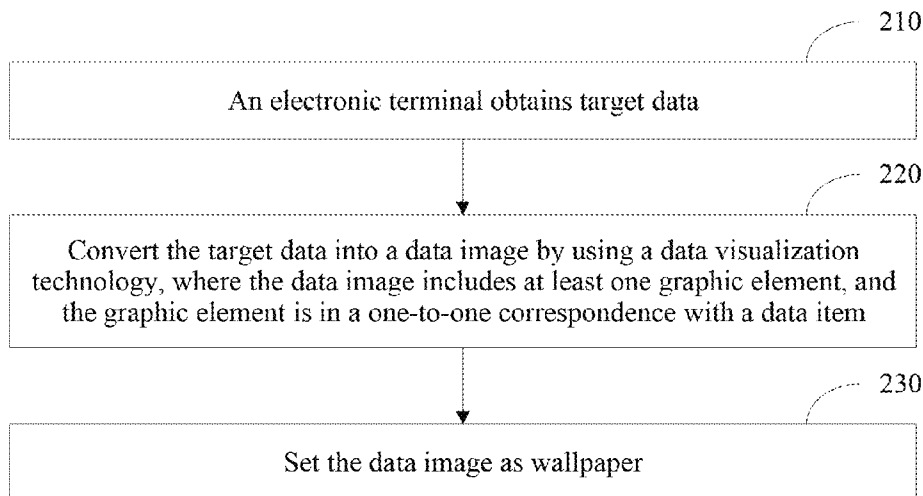 210
An electronic terminal obtains target data
220
Convert the target data into a data image by using a data visualization
technology, where the data image includes at least one graphic element, and
the graphic element is in a one-to-one correspondence with a data item
230
Set the data image as wallpaper